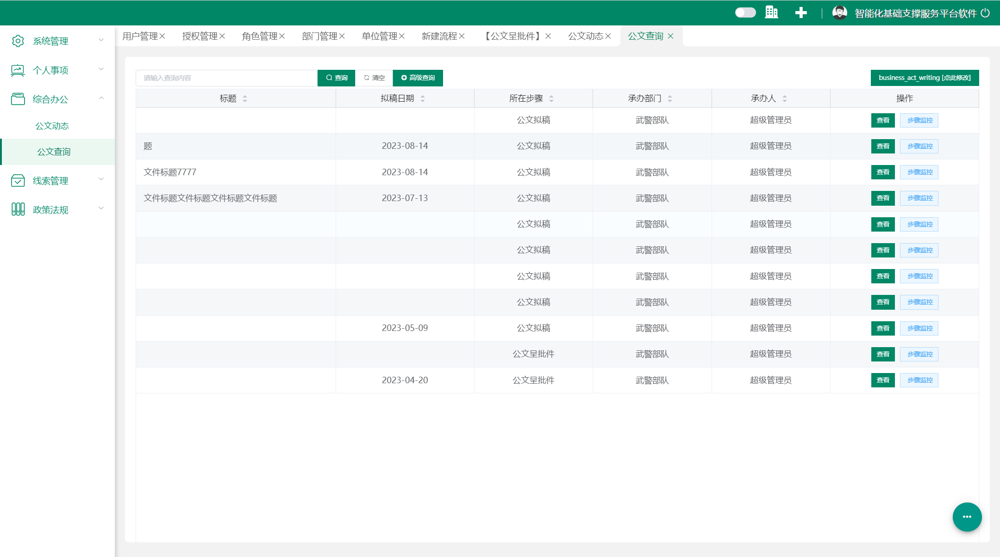 智能化基础支撑服务平台软件
系统管理
个人事项
综合办公
公文动态
公文查询
线索管理
政策法规
用户管理 授权管理 角色管理 部门管理 单位管理 新建流程 【公文呈批件】 公文动态 公文查询
请输入查询内容 查询 清空 高级查询 business_act_writing [点此修改]
标题 拟稿日期 所在步骤 承办部门 承办人 操作
公文拟稿 武警部队 超级管理员 查看 步骤监控
题 2023-08-14 公文拟稿 武警部队 超级管理员 查看 步骤监控
文件标题7777 2023-08-14 公文拟稿 武警部队 超级管理员 查看 步骤监控
文件标题文件标题文件标题文件标题 2023-07-13 公文拟稿 武警部队 超级管理员 查看 步骤监控
公文拟稿 武警部队 超级管理员 查看 步骤监控
公文拟稿 武警部队 超级管理员 查看 步骤监控
公文拟稿 武警部队 超级管理员 查看 步骤监控
公文拟稿 武警部队 超级管理员 查看 步骤监控
2023-05-09 公文拟稿 武警部队 超级管理员 查看 步骤监控
公文呈批件 武警部队 超级管理员 查看 步骤监控
2023-04-20 公文呈批件 武警部队 超级管理员 查看 步骤监控